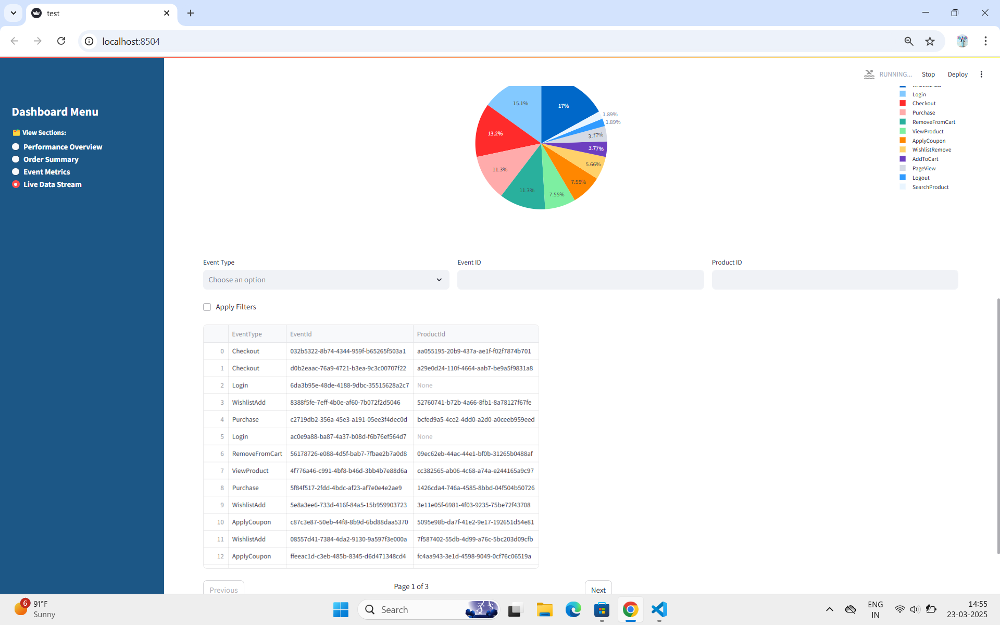 test
localhost:8504
RUNNING...
Stop
Deploy
Dashboard Menu
View Sections:
Performance Overview
Order Summary
Event Metrics
Live Data Stream
15.1%
17%
1.89%
1.89%
13.2%
3.77%
3.77%
5.66%
11.3%
7.55%
11.3%
7.55%
WishlistAdd
Login
Checkout
Purchase
RemoveFromCart
ViewProduct
ApplyCoupon
WishlistRemove
AddToCart
PageView
Logout
SearchProduct
Event Type
Event ID
Product ID
Choose an option
Apply Filters
EventType EventId ProductId
0 Checkout 032b5322-8b74-4344-959f-b65265f503a1 aa055195-20b9-437a-ae1f-f02f7874b701
1 Checkout d0b2eaac-76a9-4721-b3ea-9c3c00707f22 a29e0d24-110f-4664-aab7-be9a5f9831a8
2 Login 6da3b95e-48de-4188-9dbc-35515628a2c7 None
3 WishlistAdd 8388f5fe-7eff-4b0e-af60-7b072f2d5046 52760741-b72b-4a66-8fb1-8a78127f67fe
4 Purchase c2719db2-356a-45e3-a191-05ee3f4dec0d bcfed9a5-4ce2-4dd0-a2d0-a0ceeb959eed
5 Login ac0e9a88-ba87-4a37-b08d-f6b76ef564d7 None
6 RemoveFromCart 56178726-e088-4d5f-bab7-7fbae2b7a0d8 09ec62eb-44ac-44e1-bf0b-31265b0488af
7 ViewProduct 4f776a46-c991-4bf8-b46d-3bb4b7e88d6a cc382565-ab06-4c68-a74a-e244165a9c97
8 Purchase 5f84f517-2fdd-4bdc-af23-af7e0e4e2ae9 1426cda4-746a-4585-8bbd-04f504b50726
9 WishlistAdd 5e8a3ee6-733d-416f-84a5-15b959903723 3e11e05f-6981-4f03-9235-75be72f43708
10 ApplyCoupon c87c3e87-50eb-44f8-8b9d-6bd88daa5370 5095e98b-da7f-41e2-9e17-192651d54e81
11 WishlistAdd 08557d41-7384-4da2-9130-9a597f3e000a 7f587402-55db-4d99-a76c-5bc203d09cfb
12 ApplyCoupon ffeeac1d-c3eb-485b-8345-d6d471348cd4 fc4aa943-3e1d-4598-9049-0cf76c06519a
Previous
Page 1 of 3
Next
6
91°F
Sunny
Search
ENG
IN
14:55
23-03-2025